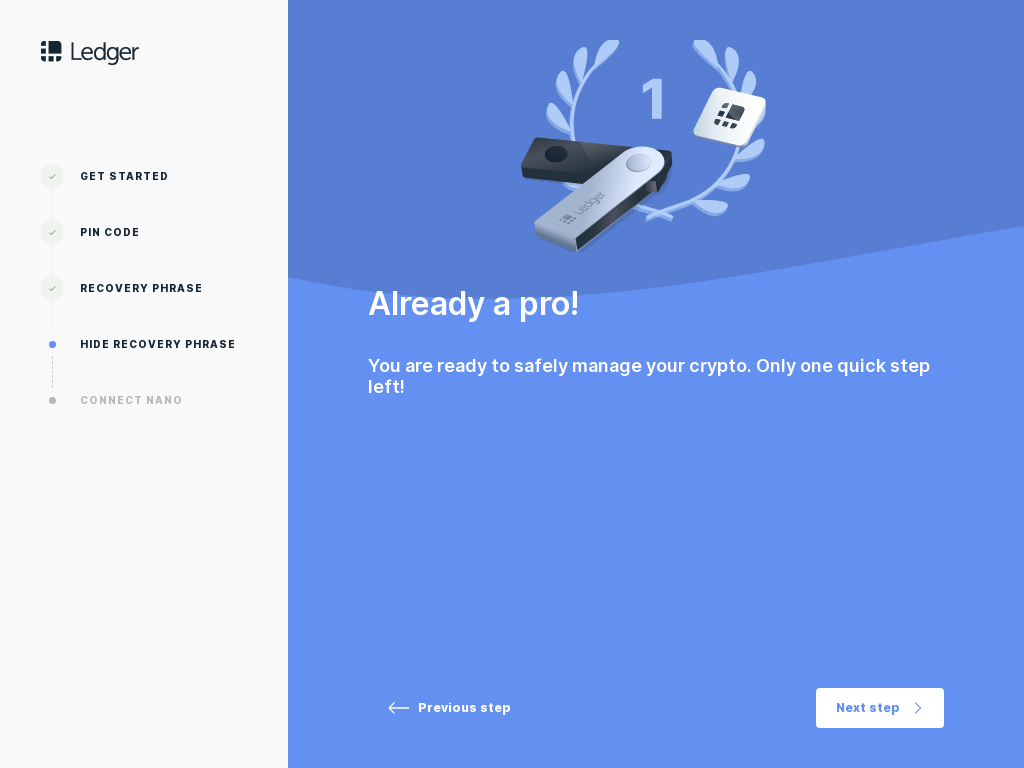 Ledger
GET STARTED
PIN CODE
RECOVERY PHRASE
HIDE RECOVERY PHRASE
CONNECT NANO
1
Ledger
Already a pro!
You are ready to safely manage your crypto. Only one quick step
left!
Previous step
Next step